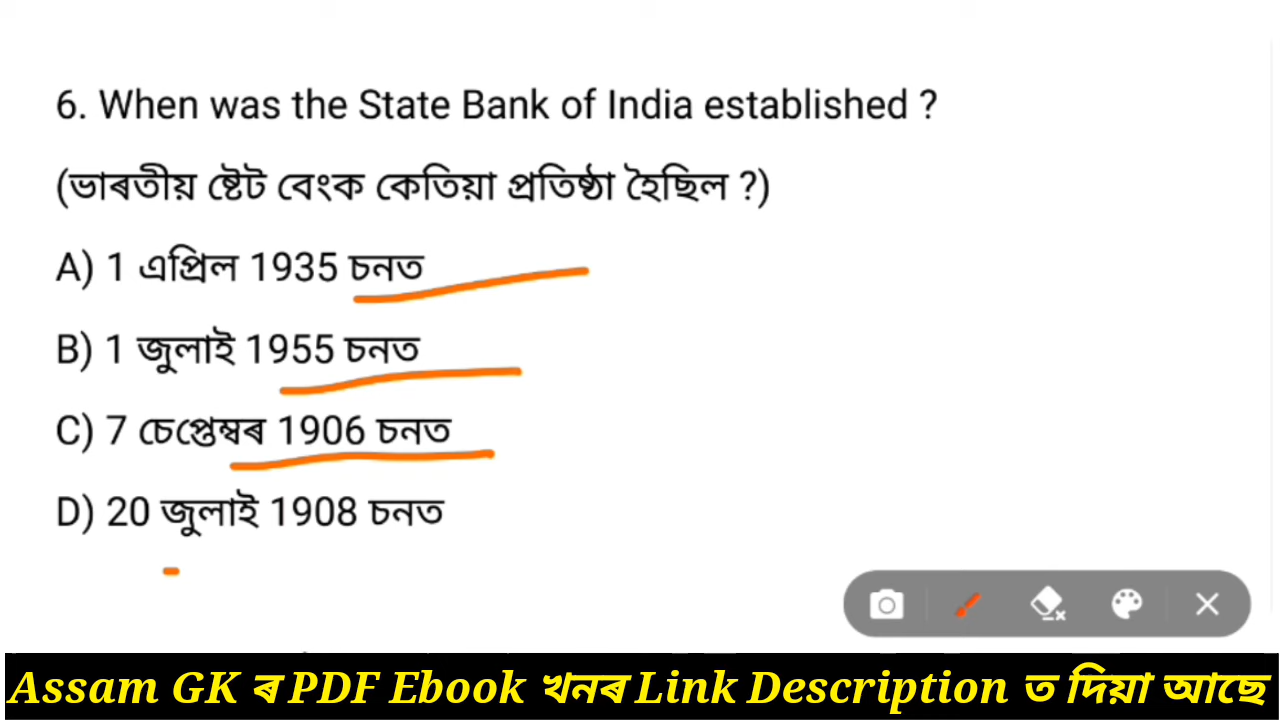 6. When was the State Bank of India established ?
(ভাৰতীয় ষ্টেট বেংক কেতিয়া প্ৰতিষ্ঠা হৈছিল ?)
A) 1 এপ্ৰিল 1935 চনত
B) 1 জুলাই 1955 চনত
C) 7 চেপ্তেম্বৰ 1906 চনত
D) 20 জুলাই 1908 চনত
Assam GK ৰ PDF Ebook খনৰ Link Description ত দিয়া আছে